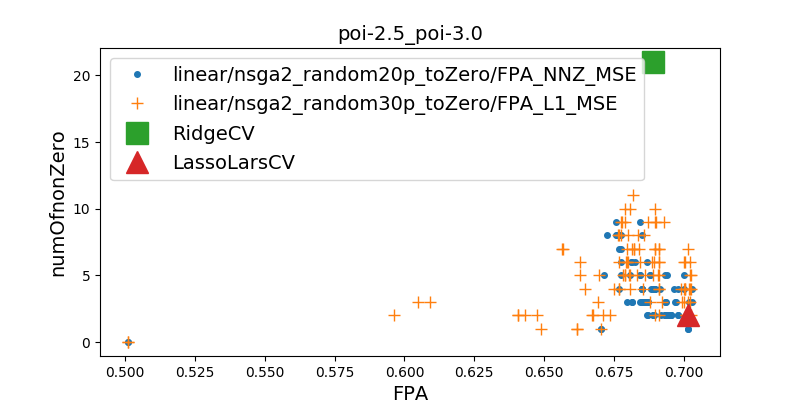 poi-2.5_poi-3.0
linear/nsga2_random20p_toZero/FPA_NNZ_MSE
linear/nsga2_random30p_toZero/FPA_L1_MSE
RidgeCV
LassoLarsCV
numOfnonZero
20
15
10
5
0
0.500 0.525 0.550 0.575 0.600 0.625 0.650 0.675 0.700
FPA